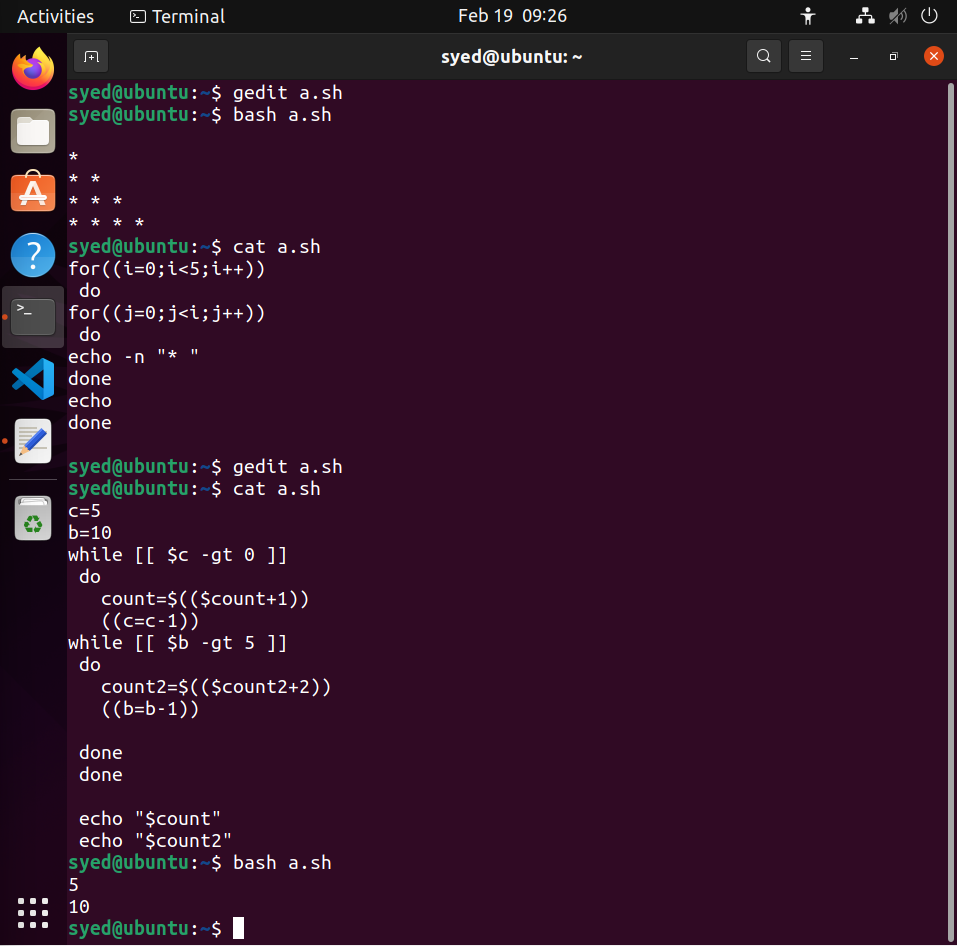 Activities
Terminal
Feb 19 09:26
syed@ubuntu: ~
syed@ubuntu:~$ gedit a.sh
syed@ubuntu:~$ bash a.sh

*
* *
* * *
* * * *
syed@ubuntu:~$ cat a.sh
for((i=0;i<5;i++))
 do
for((j=0;j<i;j++))
 do
echo -n "* "
done
echo
done

syed@ubuntu:~$ gedit a.sh
syed@ubuntu:~$ cat a.sh
c=5
b=10
while [[ $c -gt 0 ]]
 do
   count=$(($count+1))
   ((c=c-1))
while [[ $b -gt 5 ]]
 do
   count2=$(($count2+2))
   ((b=b-1))

 done
 done

 echo "$count"
 echo "$count2"
syed@ubuntu:~$ bash a.sh
5
10
syed@ubuntu:~$